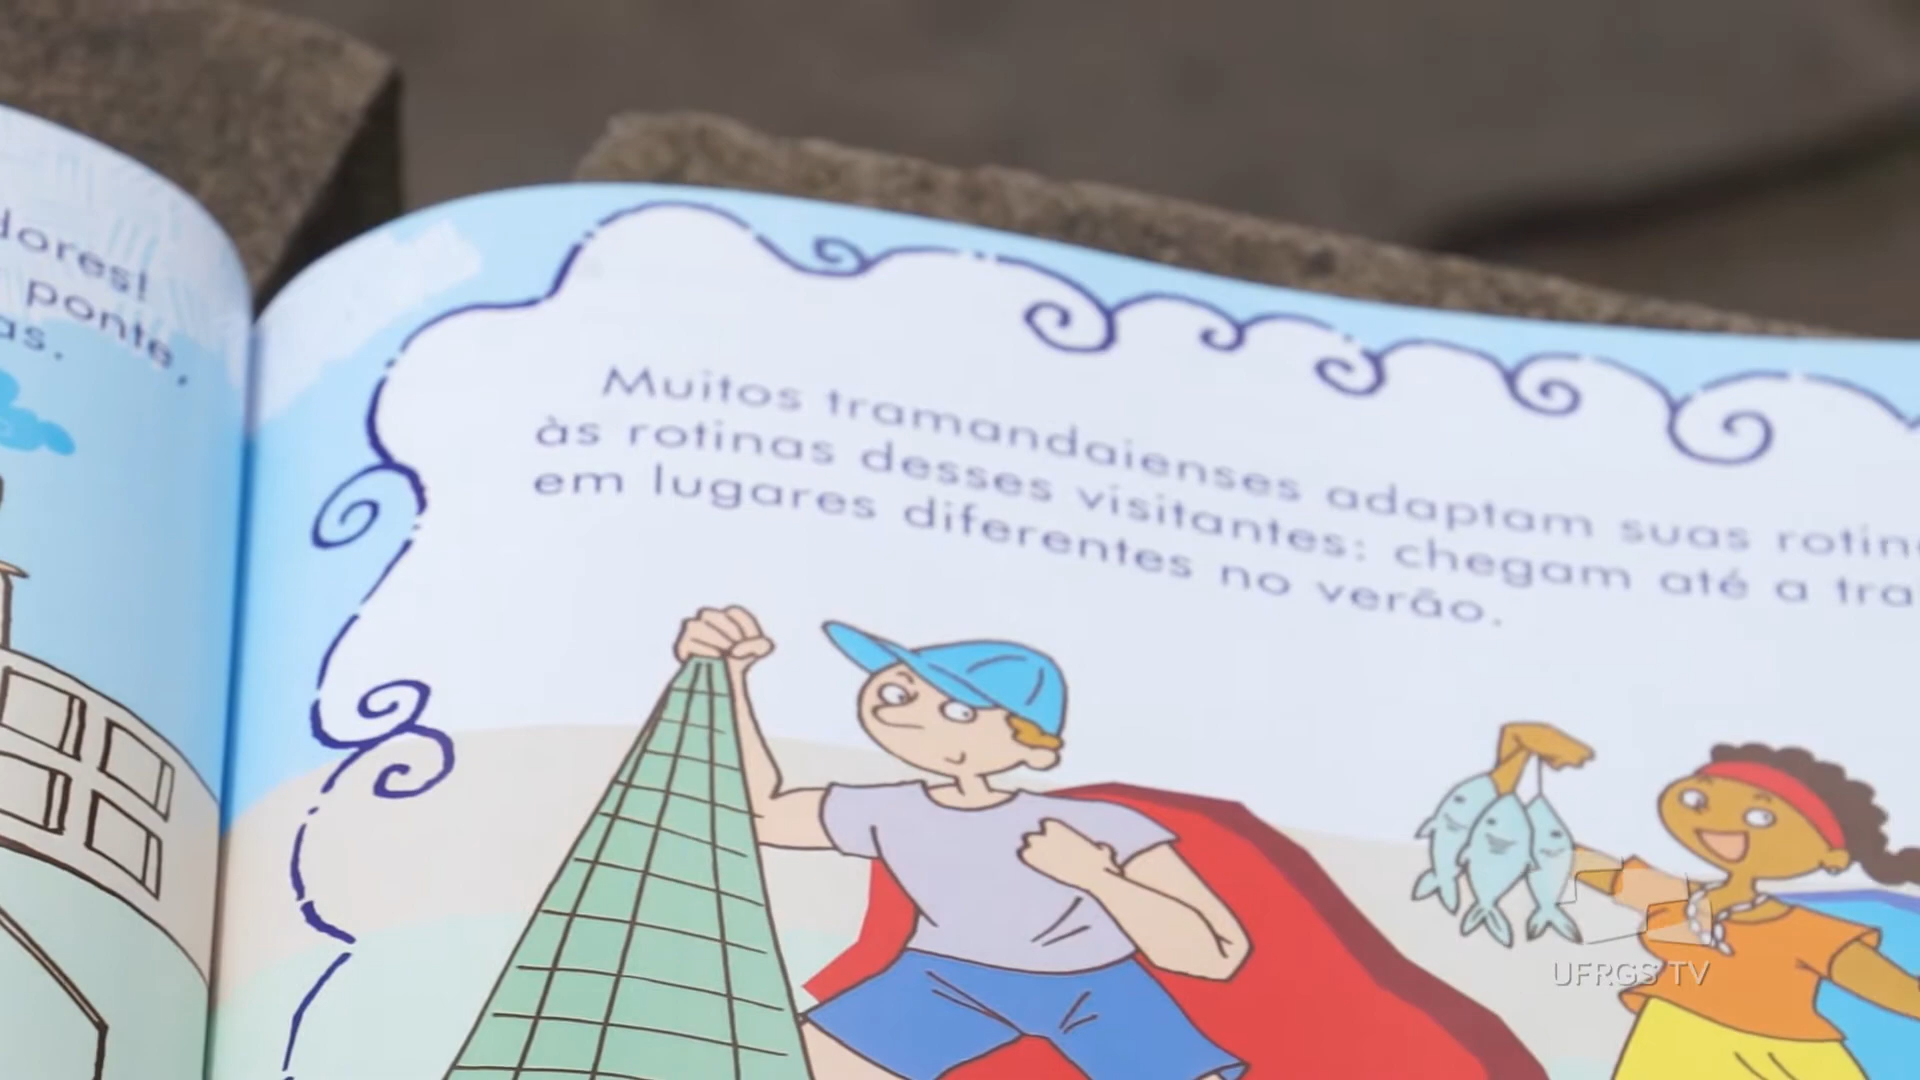 dores!
ponte,
as.
Muitos tramandaienses adaptam suas rotin
às rotinas desses visitantes: chegam até a tra
em lugares diferentes no verão.
UFRGS TV